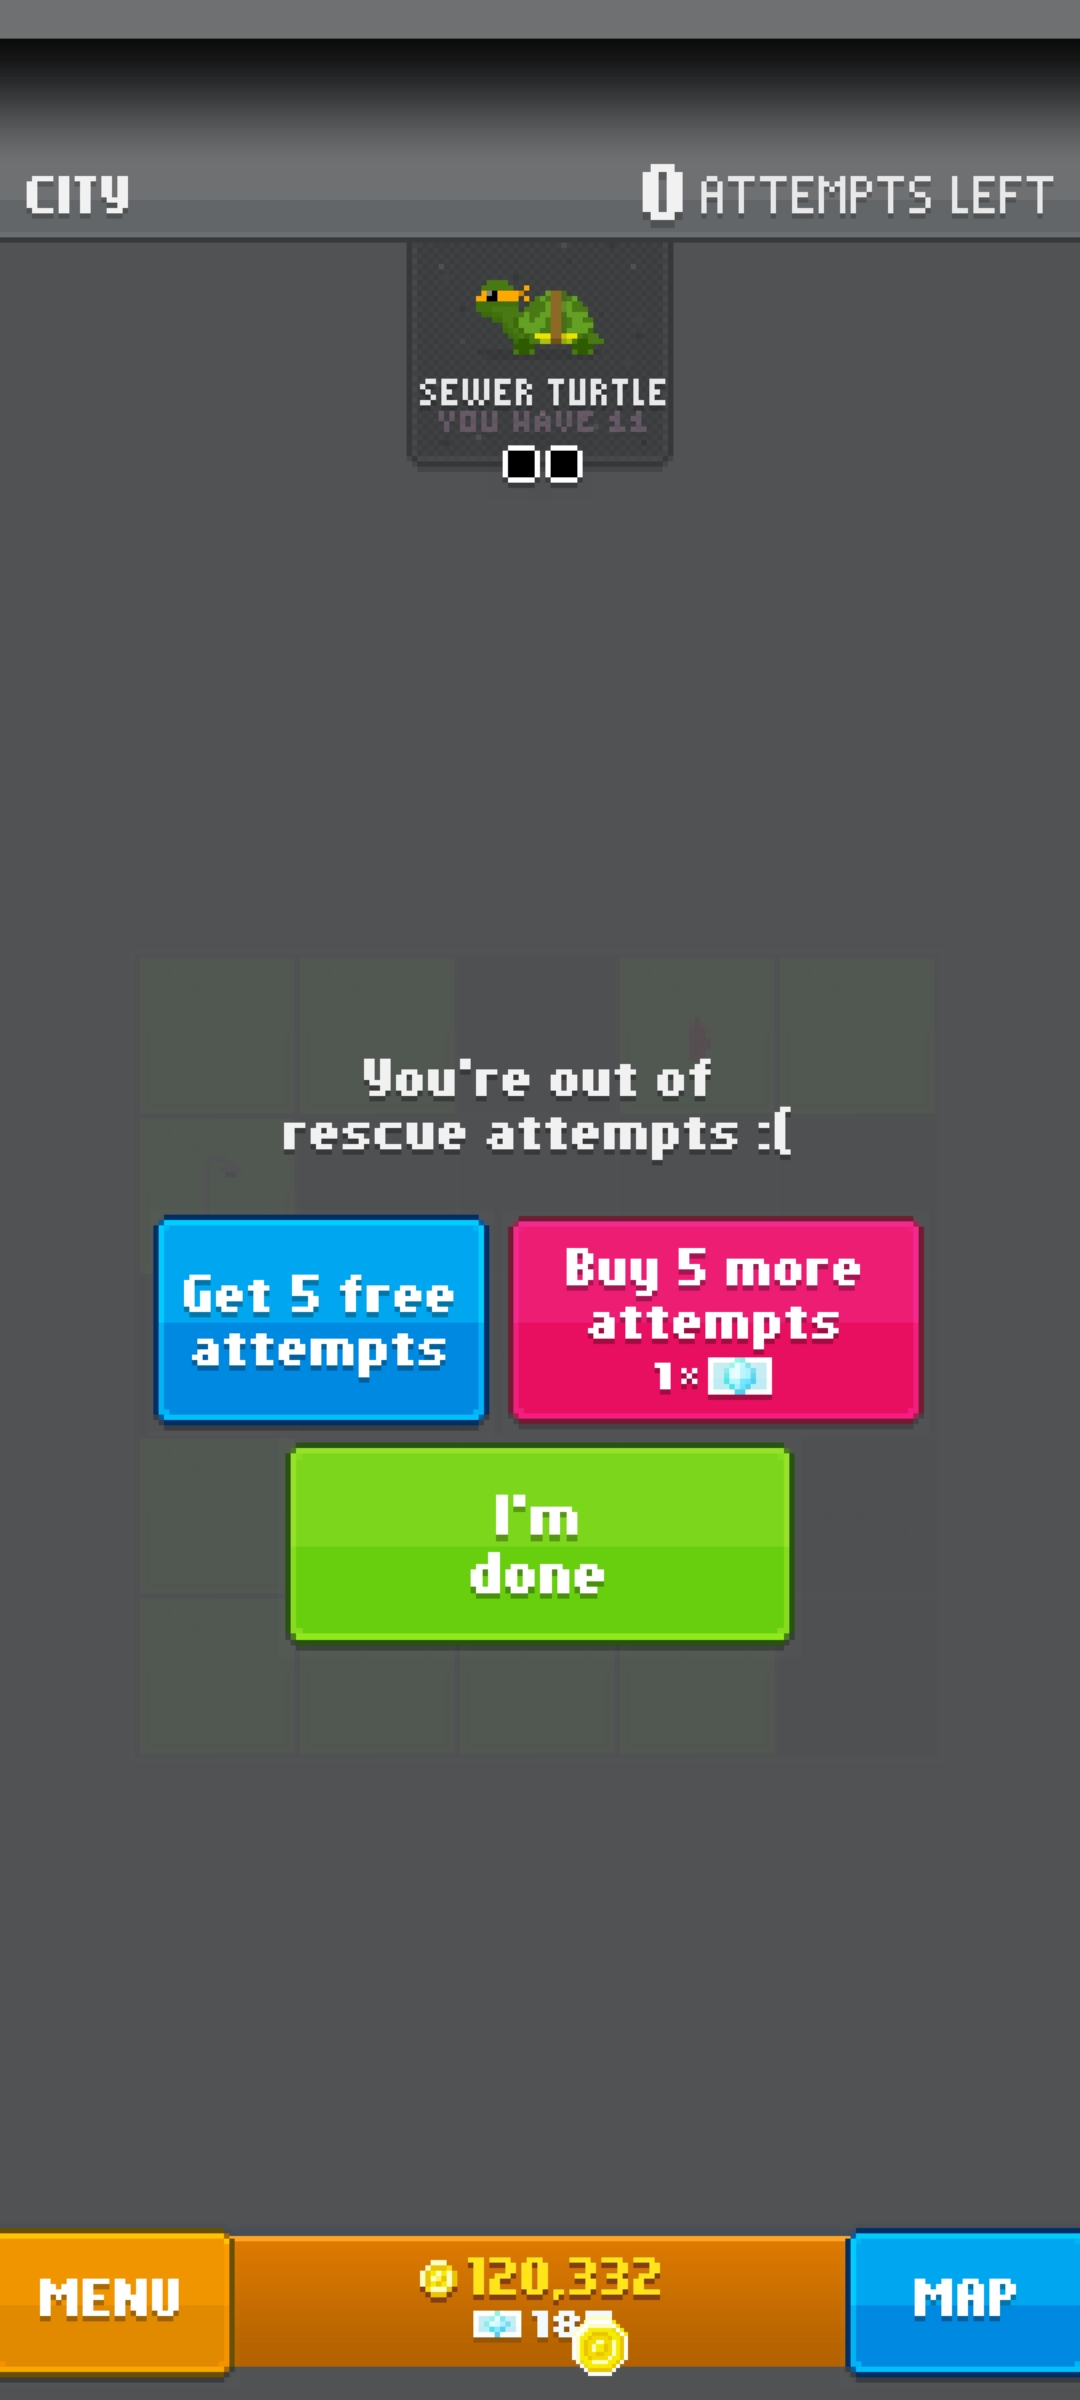 CITY
0 ATTEMPTS LEFT
SEWER TURTLE
YOU HAVE 11
You're out of
rescue attempts :(
Get 5 free
attempts
Buy 5 more
attempts
1×
I'm
done
MENU
120,332
MAP